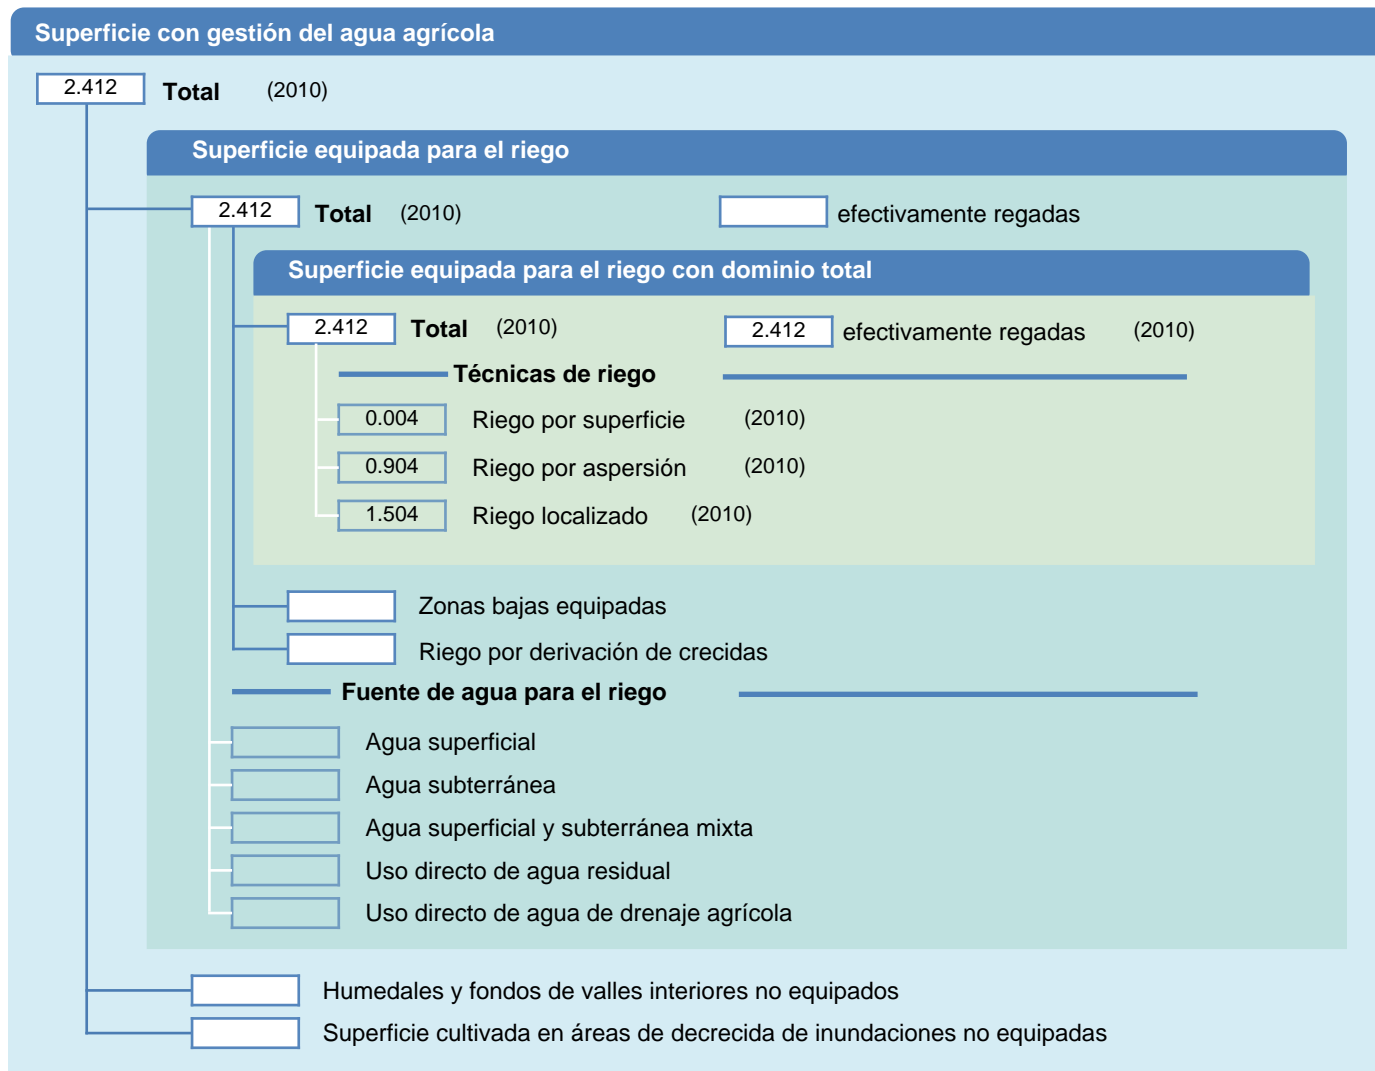 Superficie con gestión del agua agrícola
2.412 Total (2010)
Superficie equipada para el riego
2.412 Total (2010) efectivamente regadas
Superficie equipada para el riego con dominio total
2.412 Total (2010) 2.412 efectivamente regadas (2010)
Técnicas de riego
0.004 Riego por superficie (2010)
0.904 Riego por aspersión (2010)
1.504 Riego localizado (2010)
Zonas bajas equipadas
Riego por derivación de crecidas
Fuente de agua para el riego
Agua superficial
Agua subterránea
Agua superficial y subterránea mixta
Uso directo de agua residual
Uso directo de agua de drenaje agrícola
Humedales y fondos de valles interiores no equipados
Superficie cultivada en áreas de decrecida de inundaciones no equipadas